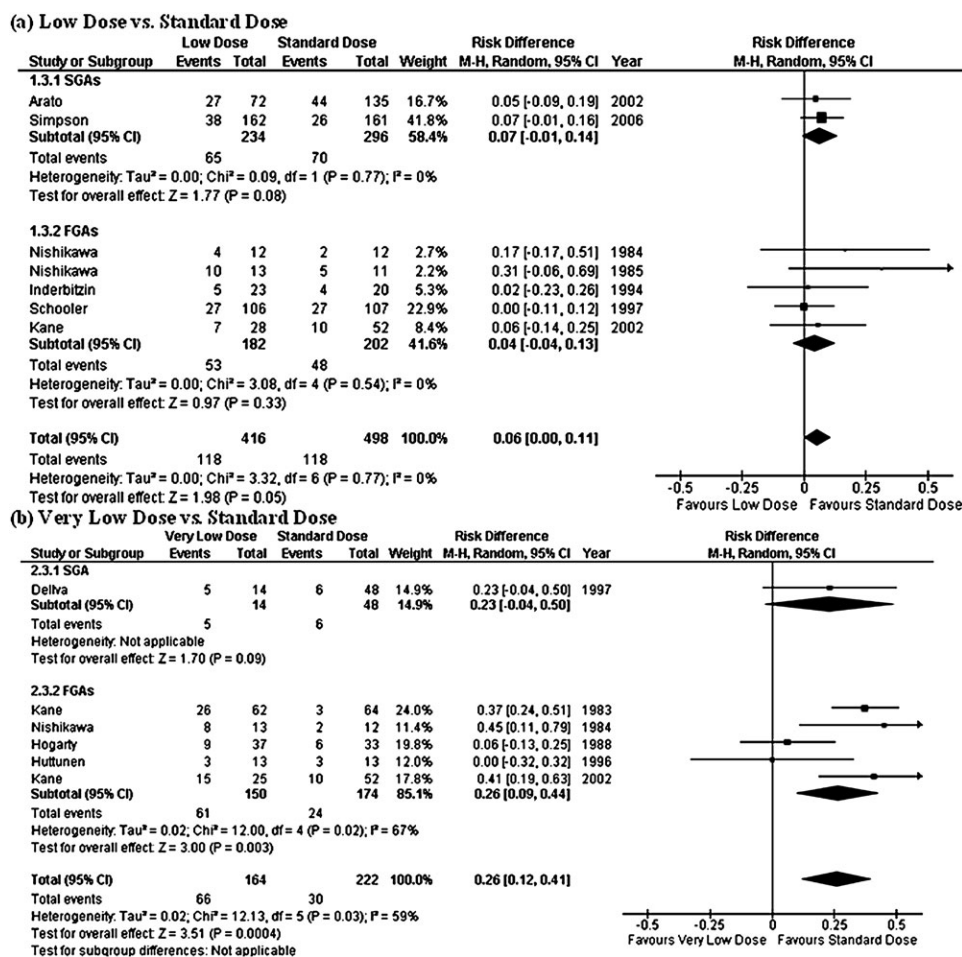 (a) Low Dose vs. Standard Dose
Low Dose Standard Dose Risk Difference Risk Difference
Study or Subgroup Events Total Events Total Weight M-H, Random, 95% CI Year M-H, Random, 95% CI
1.3.1 SGAs
Arato 27 72 44 135 16.7% 0.05 [-0.09, 0.19] 2002
Simpson 38 162 26 161 41.8% 0.07 [-0.01, 0.16] 2006
Subtotal (95% CI) 234 296 58.4% 0.07 [-0.01, 0.14]
Total events 65 70
Heterogeneity: Tau² = 0.00; Chi² = 0.09, df = 1 (P = 0.77); I² = 0%
Test for overall effect: Z = 1.77 (P = 0.08)
1.3.2 FGAs
Nishikawa 4 12 2 12 2.7% 0.17 [-0.17, 0.51] 1984
Nishikawa 10 13 5 11 2.2% 0.31 [-0.06, 0.69] 1985
Inderbitzin 5 23 4 20 5.3% 0.02 [-0.23, 0.26] 1994
Schooler 27 106 27 107 22.9% 0.00 [-0.11, 0.12] 1997
Kane 7 28 10 52 8.4% 0.06 [-0.14, 0.25] 2002
Subtotal (95% CI) 182 202 41.6% 0.04 [-0.04, 0.13]
Total events 53 48
Heterogeneity: Tau² = 0.00; Chi² = 3.08, df = 4 (P = 0.54); I² = 0%
Test for overall effect: Z = 0.97 (P = 0.33)
Total (95% CI) 416 498 100.0% 0.06 [0.00, 0.11]
Total events 118 118
Heterogeneity: Tau² = 0.00; Chi² = 3.32, df = 6 (P = 0.77); I² = 0%
Test for overall effect: Z = 1.98 (P = 0.05)
-0.5 -0.25 0 0.25 0.5
Favours Low Dose Favours Standard Dose
(b) Very Low Dose vs. Standard Dose
Very Low Dose Standard Dose Risk Difference Risk Difference
Study or Subgroup Events Total Events Total Weight M-H, Random, 95% CI Year M-H, Random, 95% CI
2.3.1 SGA
Dellva 5 14 6 48 14.9% 0.23 [-0.04, 0.50] 1997
Subtotal (95% CI) 14 48 14.9% 0.23 [-0.04, 0.50]
Total events 5 6
Heterogeneity: Not applicable
Test for overall effect: Z = 1.70 (P = 0.09)
2.3.2 FGAs
Kane 26 62 3 64 24.0% 0.37 [0.24, 0.51] 1983
Nishikawa 8 13 2 12 11.4% 0.45 [0.11, 0.79] 1984
Hogarty 9 37 6 33 19.8% 0.06 [-0.13, 0.25] 1988
Huttunen 3 13 3 13 12.0% 0.00 [-0.32, 0.32] 1996
Kane 15 25 10 52 17.8% 0.41 [0.19, 0.63] 2002
Subtotal (95% CI) 150 174 85.1% 0.26 [0.09, 0.44]
Total events 61 24
Heterogeneity: Tau² = 0.02; Chi² = 12.00, df = 4 (P = 0.02); I² = 67%
Test for overall effect: Z = 3.00 (P = 0.003)
Total (95% CI) 164 222 100.0% 0.26 [0.12, 0.41]
Total events 66 30
Heterogeneity: Tau² = 0.02; Chi² = 12.13, df = 5 (P = 0.03); I² = 59%
Test for overall effect: Z = 3.51 (P = 0.0004)
Test for subgroup differences: Not applicable
-0.5 -0.25 0 0.25 0.5
Favours Very Low Dose Favours Standard Dose